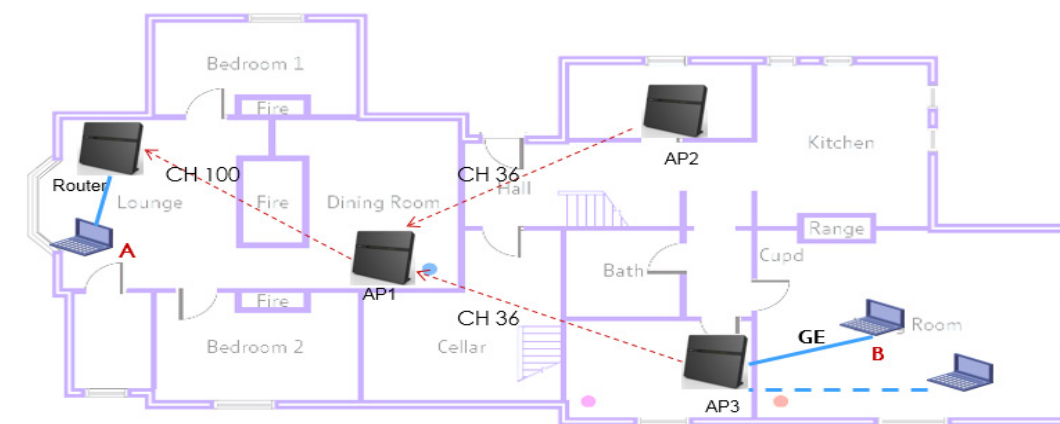 Bedroom 1
Fire
AP2
Kitchen
Router
CH 100
CH 36
Hall
Lounge
Fire
Dining Room
Range
A
Bath
Cupd
AP1
Fire
CH 36
GE
Room
Bedroom 2
Cellar
B
AP3